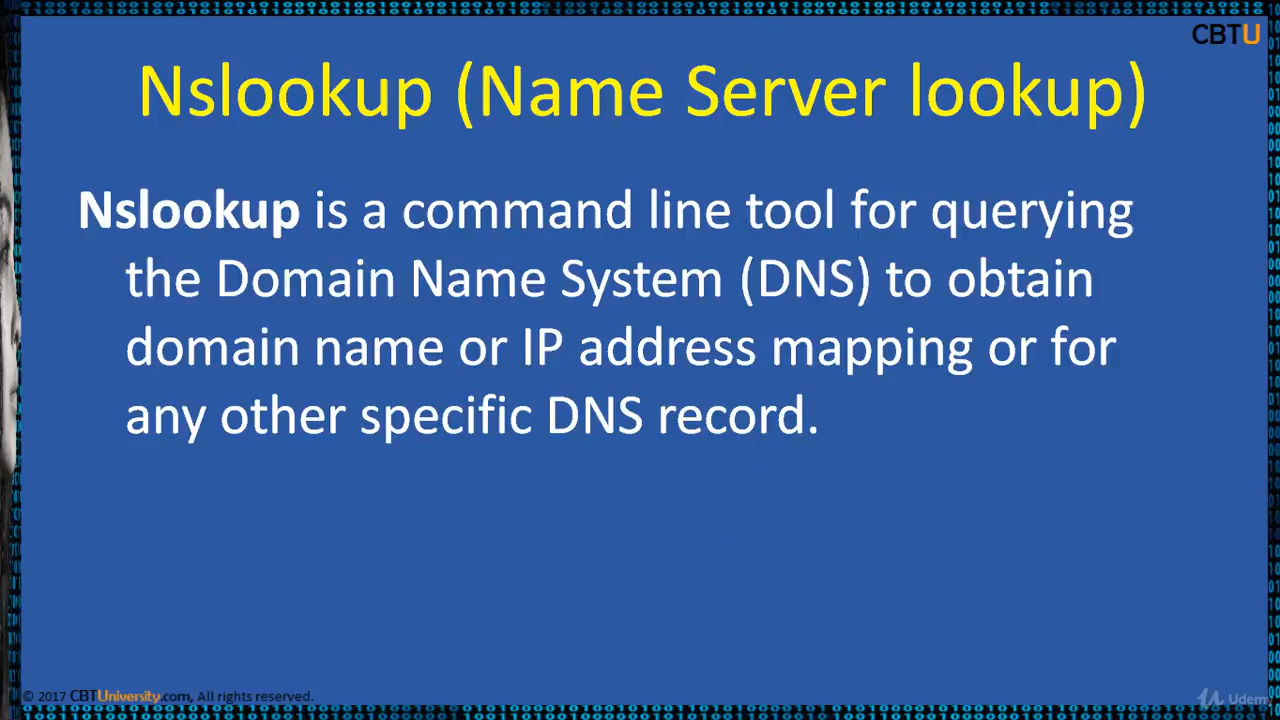 CBTU
Nslookup (Name Server lookup)
Nslookup is a command line tool for querying
the Domain Name System (DNS) to obtain
domain name or IP address mapping or for
any other specific DNS record.
© 2017 CBTUniversity.com, All rights reserved.
Udemy